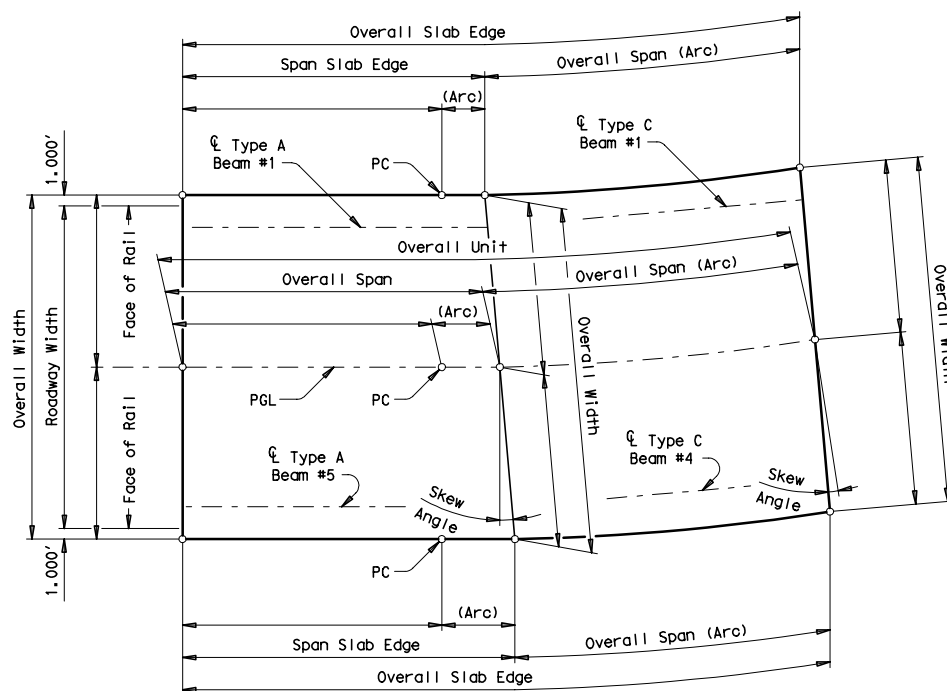 Overall Slab Edge
Span Slab Edge
Overall Span (Arc)
(Arc)
℄ Type A
Beam #1
PC
℄ Type C
Beam #1
1.000'
Overall Width
Roadway Width
Face of Rail
Face of Rail
Overall Unit
Overall Span
Overall Span (Arc)
(Arc)
Overall Width
Overall Width
PGL
PC
℄ Type A
Beam #5
℄ Type C
Beam #4
Skew
Angle
Skew
Angle
1.000'
PC
(Arc)
Span Slab Edge
Overall Span (Arc)
Overall Slab Edge